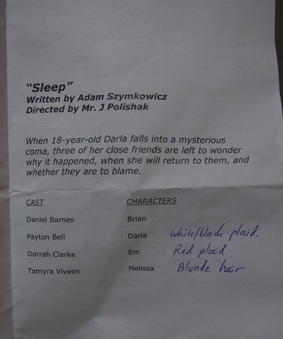 "Sleep"
Written by Adam Szymkowicz
Directed by Mr. J Polishak
When 18-year-old Darla falls into a mysterious
coma, three of her close friends are left to wonder
why it happened, when she will return to them, and
whether they are to blame.
CAST CHARACTERS
Daniel Barnes Brian
Payton Bell Darla White/black plaid.
Darrah Clarke Em Red plaid
Tamyra Viveen Melissa Blonde hair